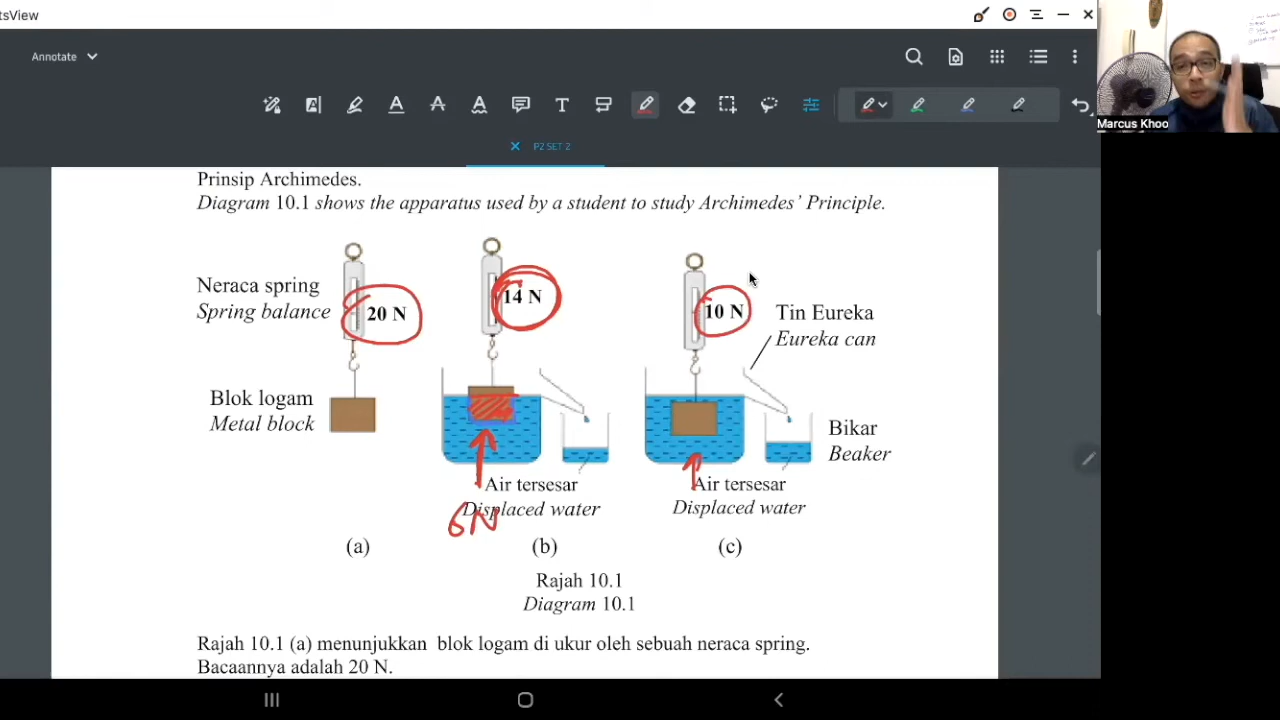 tsView
Annotate
Marcus Khoo
P2 SET 2
Prinsip Archimedes.
Diagram 10.1 shows the apparatus used by a student to study Archimedes' Principle.
Neraca spring
Spring balance
20 N
14 N
10 N
Tin Eureka
Eureka can
Blok logam
Metal block
Bikar
Beaker
6N
Air tersesar
Displaced water
Air tersesar
Displaced water
(a)
(b)
(c)
Rajah 10.1
Diagram 10.1
Rajah 10.1 (a) menunjukkan blok logam di ukur oleh sebuah neraca spring.
Bacaannya adalah 20 N.